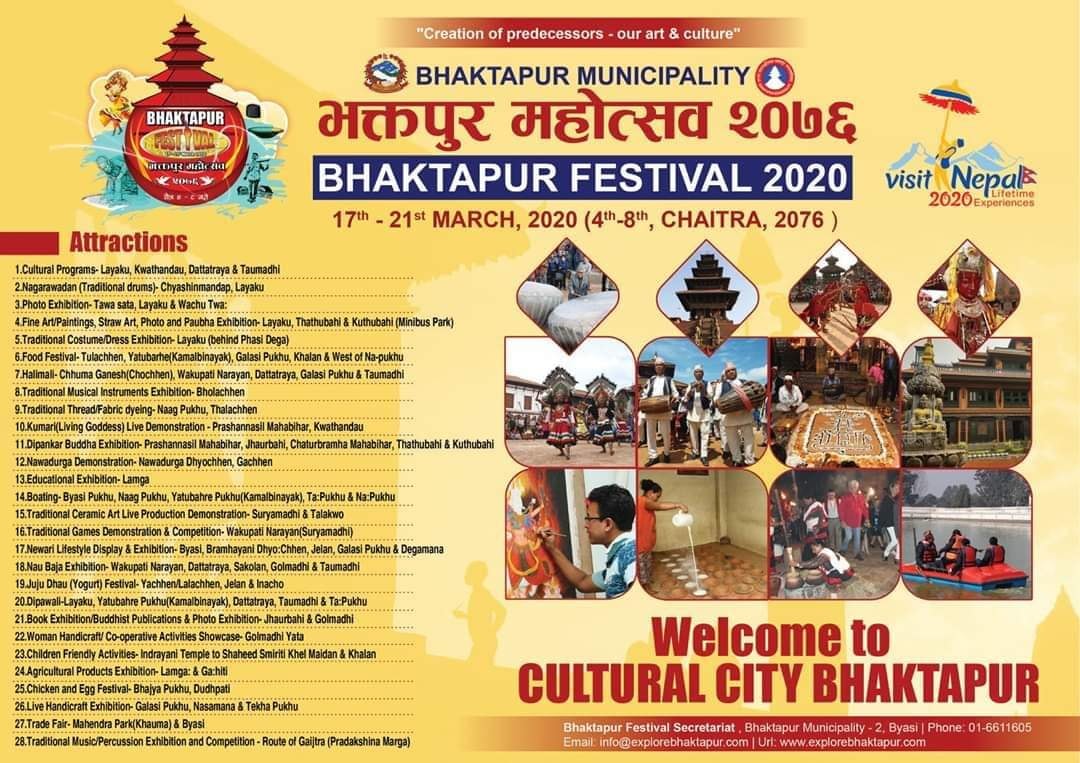 "Creation of predecessors - our art & culture"
BHAKTAPUR MUNICIPALITY
भक्तपुर महोत्सव २०७६
BHAKTAPUR FESTIVAL 2020
17th - 21st MARCH, 2020 (4th-8th, CHAITRA, 2076 )
BHAKTAPUR
FESTIVAL
भक्तपुर महोत्सव
२०७६
visit Nepal
2020 Lifetime
Experiences
Attractions
1.Cultural Programs- Layaku, Kwathandau, Dattatraya & Taumadhi
2.Nagarawadan (Traditional drums)- Chyashinmandap, Layaku
3.Photo Exhibition- Tawa sata, Layaku & Wachu Twa:
4.Fine Art/Paintings, Straw Art, Photo and Paubha Exhibition- Layaku, Thathubahi & Kuthubahi (Minibus Park)
5.Traditional Costume/Dress Exhibition- Layaku (behind Phasi Dega)
6.Food Festival- Tulachhen, Yatubarhe(Kamalbinayak), Galasi Pukhu, Khalan & West of Na-pukhu
7.Halimali- Chhuma Ganesh(Chochhen), Wakupati Narayan, Dattatraya, Galasi Pukhu & Taumadhi
8.Traditional Musical Instruments Exhibition- Bholachhen
9.Traditional Thread/Fabric dyeing- Naag Pukhu, Thalachhen
10.Kumari(Living Goddess) Live Demonstration - Prashannasil Mahabihar, Kwathandau
11.Dipankar Buddha Exhibition- Prashannasil Mahabihar, Jhaurbahi, Chaturbramha Mahabihar, Thathubahi & Kuthubahi
12.Nawadurga Demonstration- Nawadurga Dhyochhen, Gachhen
13.Educational Exhibition- Lamga
14.Boating- Byasi Pukhu, Naag Pukhu, Yatubahre Pukhu(Kamalbinayak), Ta:Pukhu & Na:Pukhu
15.Traditional Ceramic Art Live Production Demonstration- Suryamadhi & Talakwo
16.Traditional Games Demonstration & Competition- Wakupati Narayan(Suryamadhi)
17.Newari Lifestyle Display & Exhibition- Byasi, Bramhayani Dhyo:Chhen, Jelan, Galasi Pukhu & Degamana
18.Nau Baja Exhibition- Wakupati Narayan, Dattatraya, Sakolan, Golmadhi & Taumadhi
19.Juju Dhau (Yogurt) Festival- Yachhen/Lalachhen, Jelan & Inacho
20.Dipawali-Layaku, Yatubahre Pukhu(Kamalbinayak), Dattatraya, Taumadhi & Ta:Pukhu
21.Book Exhibition/Buddhist Publications & Photo Exhibition- Jhaurbahi & Golmadhi
22.Woman Handicraft/ Co-operative Activities Showcase- Golmadhi Yata
23.Children Friendly Activities- Indrayani Temple to Shaheed Smiriti Khel Maidan & Khalan
24.Agricultural Products Exhibition- Lamga: & Ga:hiti
25.Chicken and Egg Festival- Bhajya Pukhu, Dudhpati
26.Live Handicraft Exhibition- Galasi Pukhu, Nasamana & Tekha Pukhu
27.Trade Fair- Mahendra Park(Khauma) & Byasi
28.Traditional Music/Percussion Exhibition and Competition - Route of Gaijtra (Pradakshina Marga)
Welcome to
CULTURAL CITY BHAKTAPUR
Bhaktapur Festival Secretariat , Bhaktapur Municipality - 2, Byasi | Phone: 01-6611605
Email: info@explorebhaktapur.com | Url: www.explorebhaktapur.com